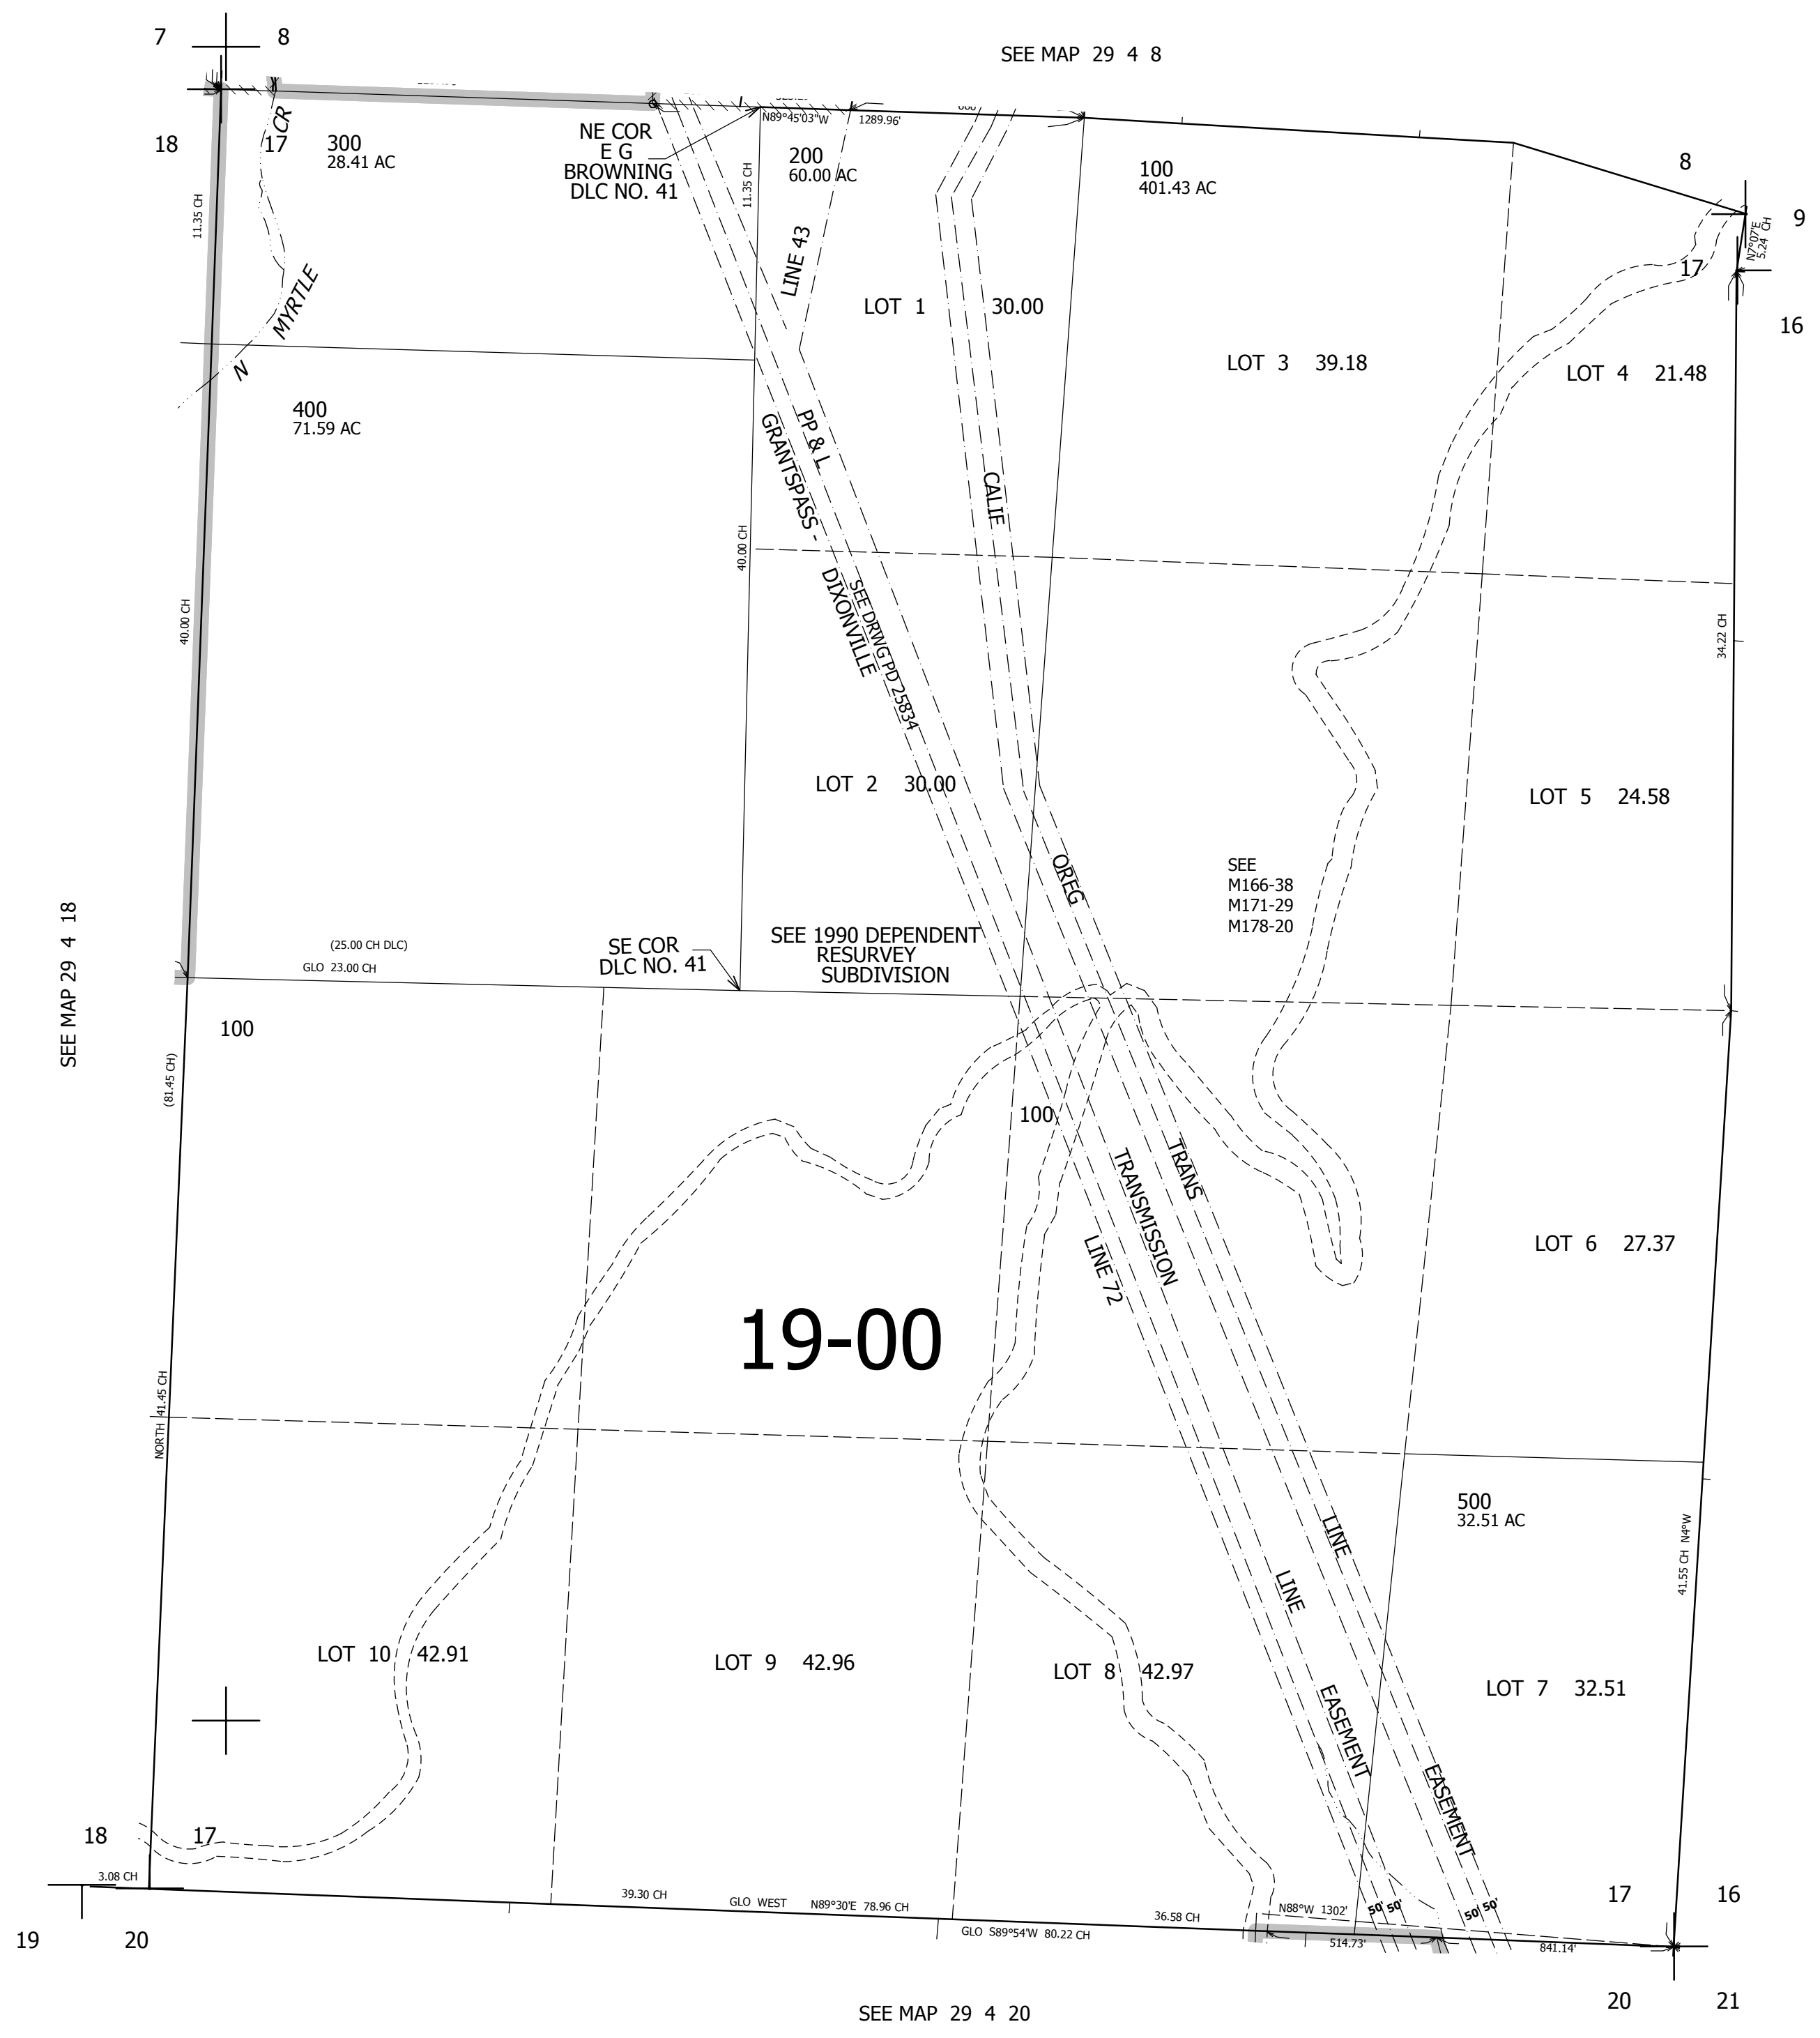 7 8
SEE MAP 29 4 8
18 17
CR
300
28.41 AC
NE COR
E G
BROWNING
DLC NO. 41
N89°45'03"W 1289.96'
200
60.00 AC
100
401.43 AC
8
9
N7°07'E
5.24 CH
17
16
11.35 CH
11.35 CH
LINE 43
N MYRTLE
LOT 1 30.00
LOT 3 39.18
LOT 4 21.48
400
71.59 AC
PP & L
GRANTSPASS -
DIXONVILLE
SEE DRWG PD 25834
CALIF
40.00 CH
40.00 CH
34.22 CH
LOT 2 30.00
LOT 5 24.58
OREG
SEE
M166-38
M171-29
M178-20
SEE MAP 29 4 18
(25.00 CH DLC)
GLO 23.00 CH
SE COR
DLC NO. 41
SEE 1990 DEPENDENT
RESURVEY
SUBDIVISION
100
(81.45 CH)
100
TRANS
TRANSMISSION
LINE 72
LOT 6 27.37
19-00
NORTH 41.45 CH
500
32.51 AC
LINE
LINE
41.55 CH N4°W
LOT 10 42.91
LOT 9 42.96
LOT 8 42.97
LOT 7 32.51
EASEMENT
EASEMENT
18 17
3.08 CH
39.30 CH
GLO WEST N89°30'E 78.96 CH
GLO S89°54'W 80.22 CH
36.58 CH
N88°W 1302'
50' 50'
50' 50'
514.73'
841.14'
17 16
19 20
20 21
SEE MAP 29 4 20